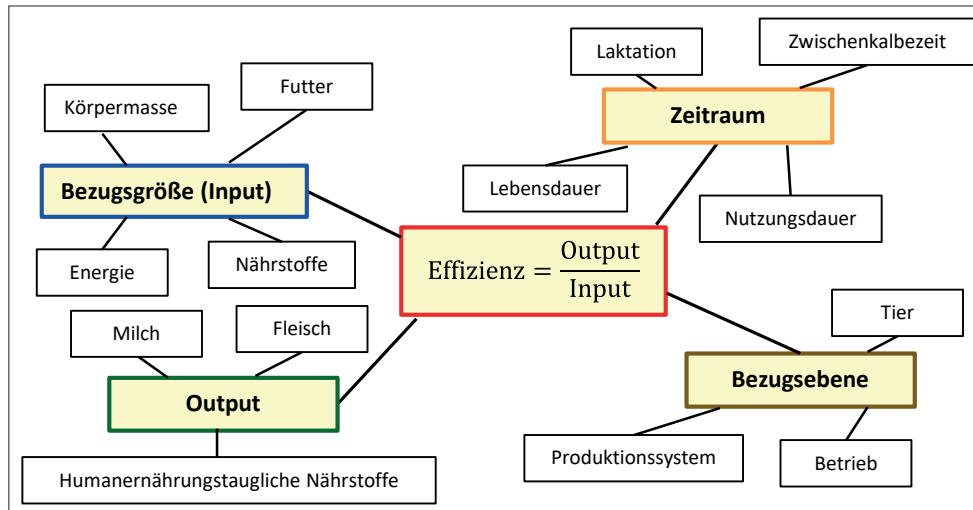 Laktation
Zwischenkalbezeit
Futter
Körpermasse
Zeitraum
Bezugsgröße (Input)
Lebensdauer
Nutzungsdauer
Energie
Nährstoffe
Effizienz = Output / Input
Milch
Fleisch
Tier
Output
Bezugsebene
Humanernährungstaugliche Nährstoffe
Produktionssystem
Betrieb